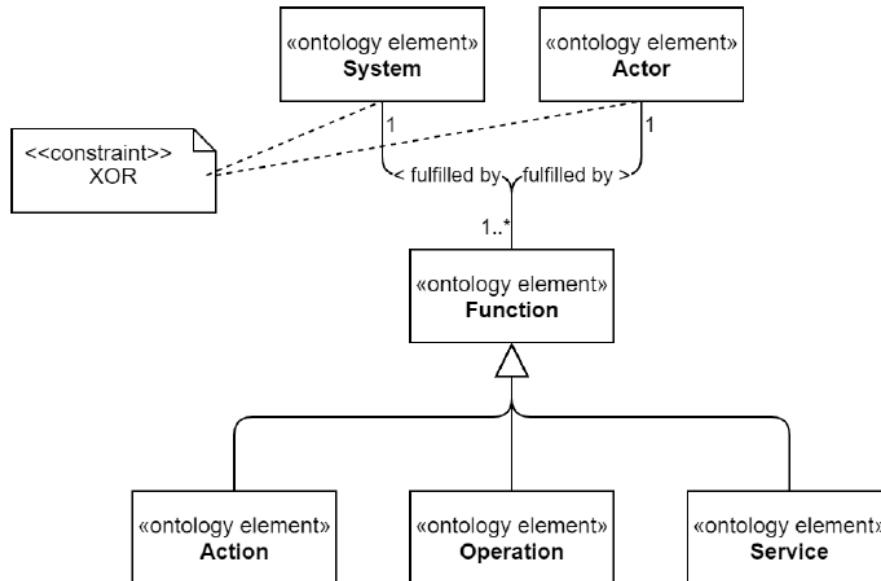 «ontology element»
System
«ontology element»
Actor
<<constraint>>
XOR
1
1
< fulfilled by
fulfilled by >
1..*
«ontology element»
Function
«ontology element»
Action
«ontology element»
Operation
«ontology element»
Service